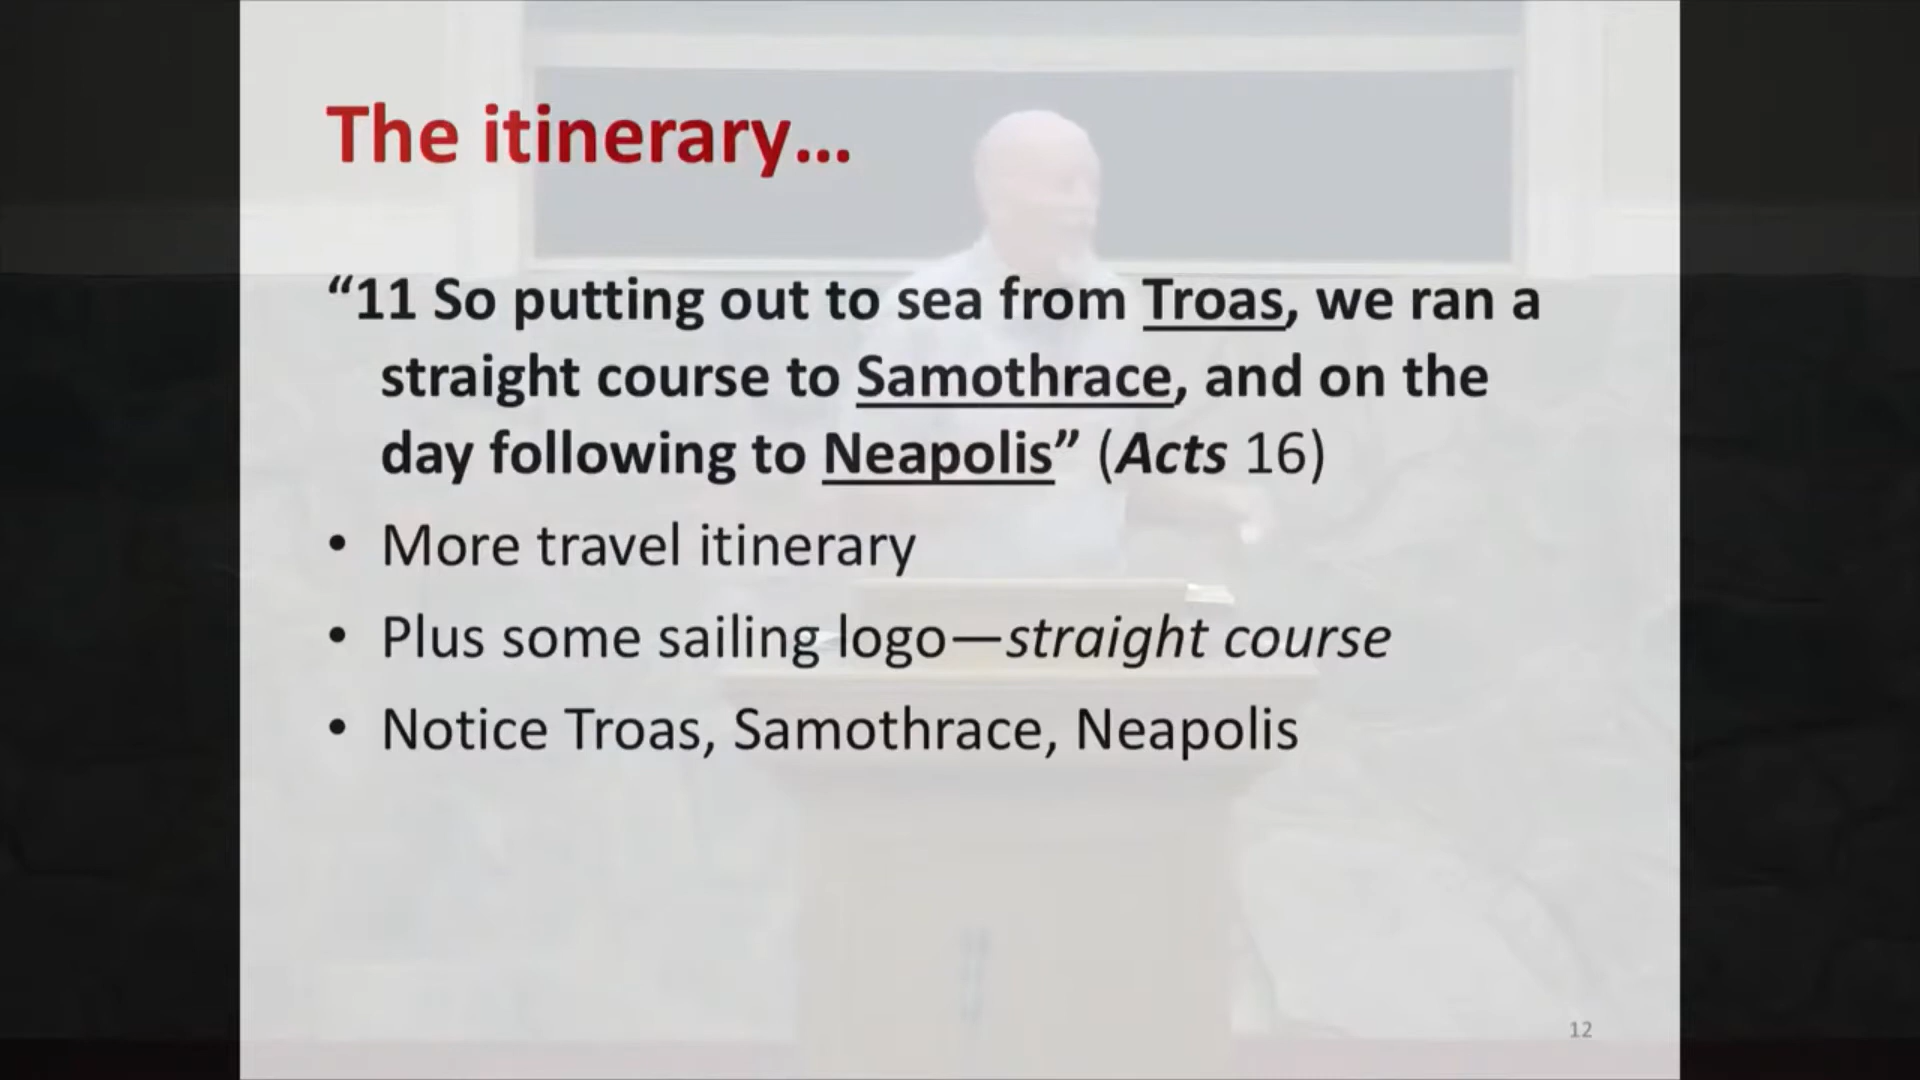 The itinerary...
“11 So putting out to sea from Troas, we ran a
straight course to Samothrace, and on the
day following to Neapolis” (Acts 16)
• More travel itinerary
• Plus some sailing logo—straight course
• Notice Troas, Samothrace, Neapolis
12